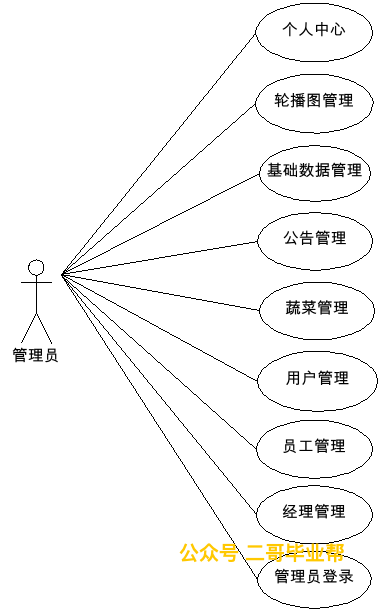 个人中心
轮播图管理
基础数据管理
公告管理
蔬菜管理
管理员
用户管理
员工管理
经理管理
公众号 二哥毕业帮
管理员登录